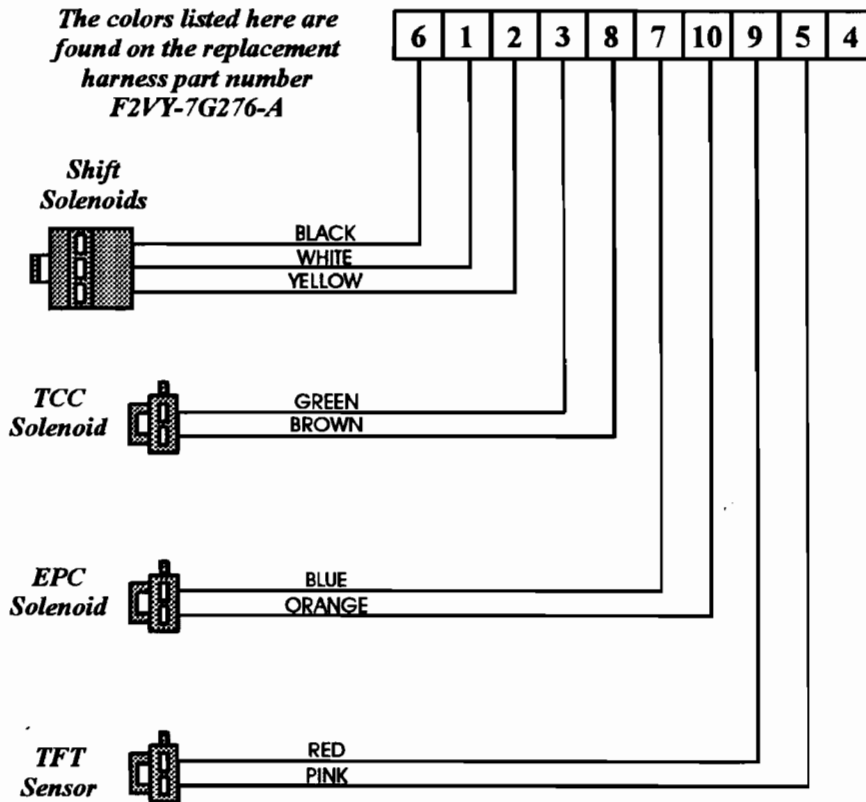 The colors listed here are
found on the replacement
harness part number
F2VY-7G276-A
6 1 2 3 8 7 10 9 5 4
Shift
Solenoids
BLACK
WHITE
YELLOW
TCC
Solenoid
GREEN
BROWN
EPC
Solenoid
BLUE
ORANGE
TFT
Sensor
RED
PINK